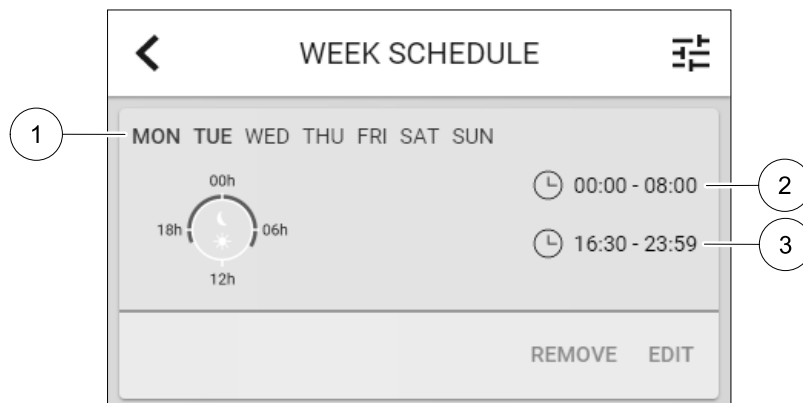 WEEK SCHEDULE
1
MON TUE WED THU FRI SAT SUN
00h
18h 06h
12h
00:00 - 08:00
2
16:30 - 23:59
3
REMOVE EDIT